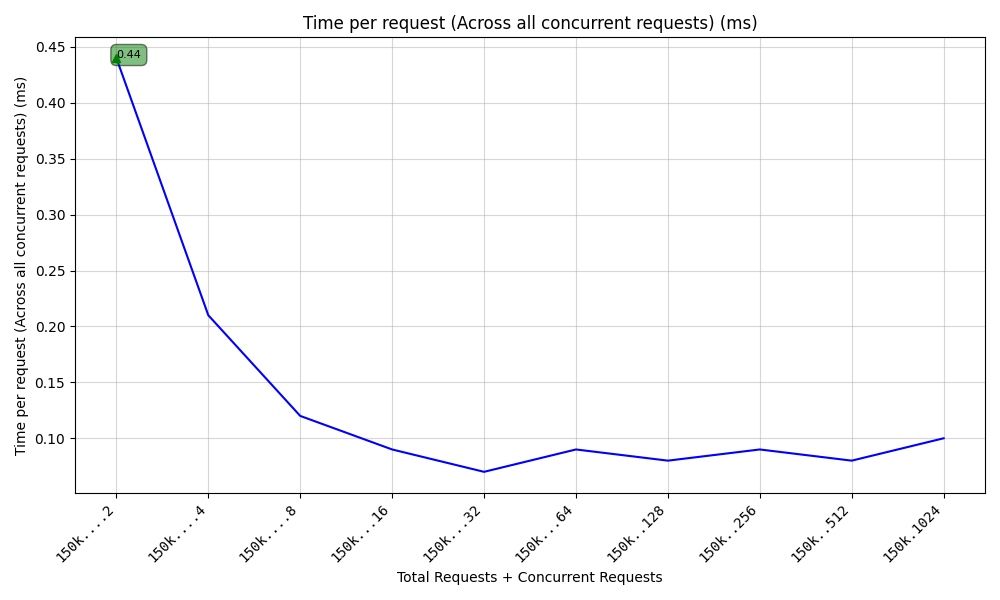 Time per request (Across all concurrent requests) (ms)
Time per request (Across all concurrent requests) (ms)
0.45
0.40
0.35
0.30
0.25
0.20
0.15
0.10
0.44
150k....2
150k....4
150k....8
150k...16
150k...32
150k...64
150k..128
150k..256
150k..512
150k.1024
Total Requests + Concurrent Requests